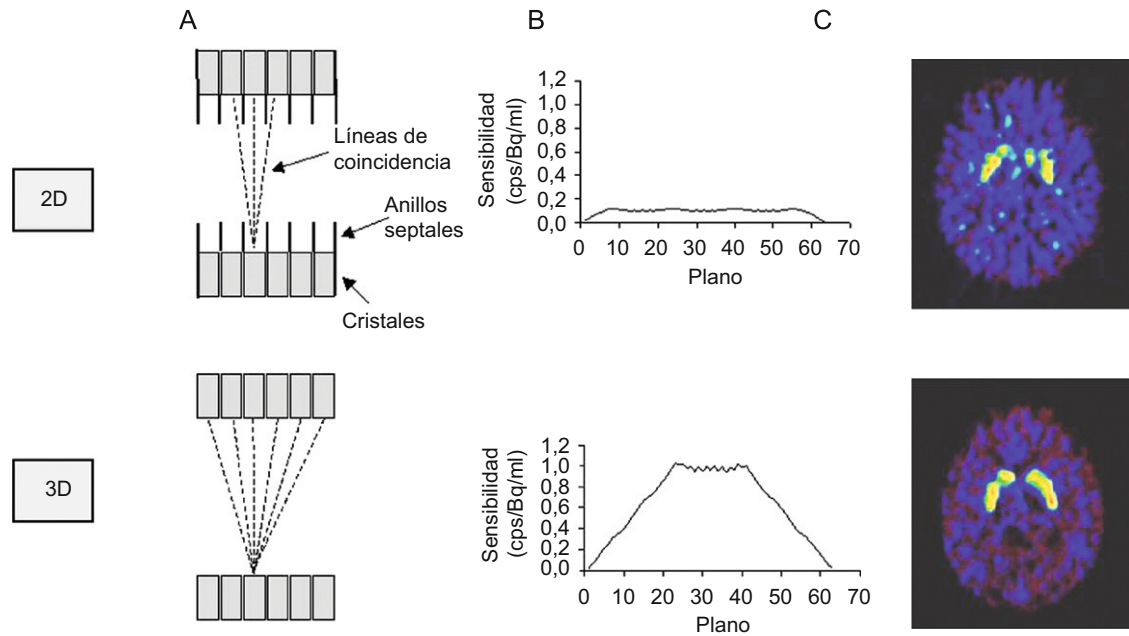 A
B
C
2D
Líneas de
coincidencia
Anillos
septales
Cristales
Sensibilidad
(cps/Bq/ml)
1,2
1,0
0,8
0,6
0,4
0,2
0,0
0 10 20 30 40 50 60 70
Plano
3D
Sensibilidad
(cps/Bq/ml)
1,2
1,0
0,8
0,6
0,4
0,2
0,0
0 10 20 30 40 50 60 70
Plano